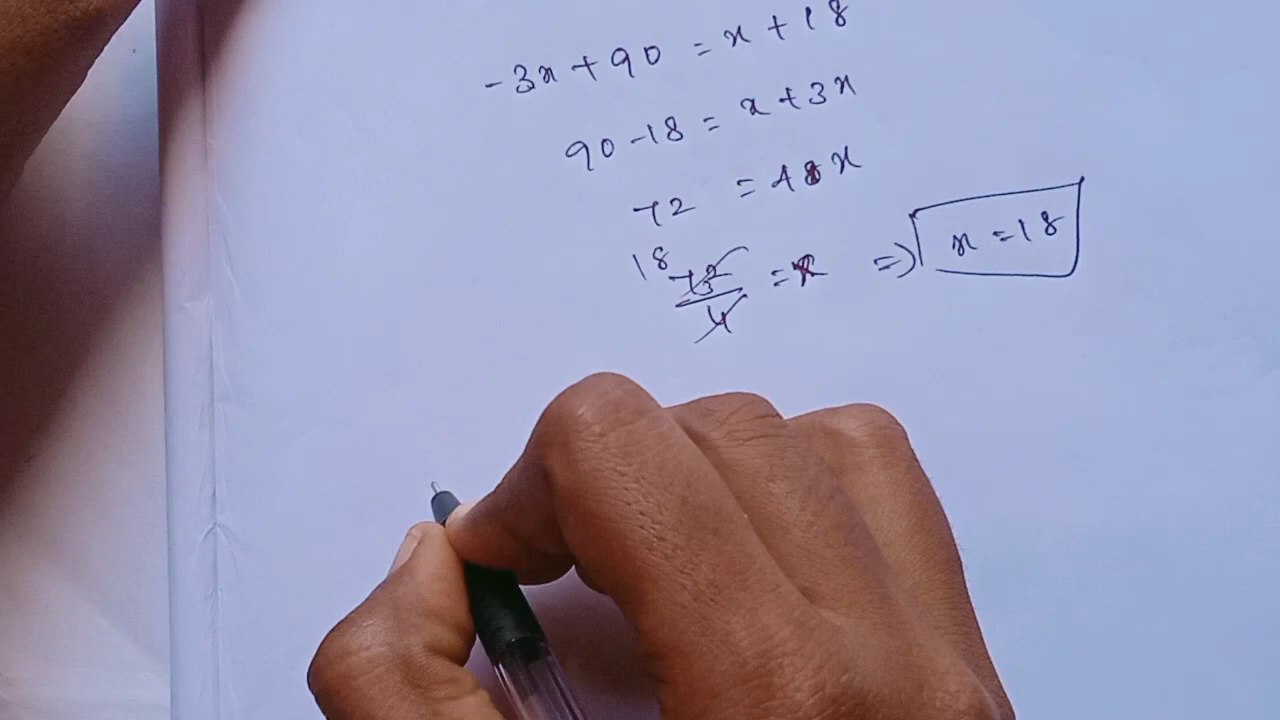 -3x + 90 = x + 18
90 - 18 = x + 3x
72 = 4x
18 72/4 = x => x = 18